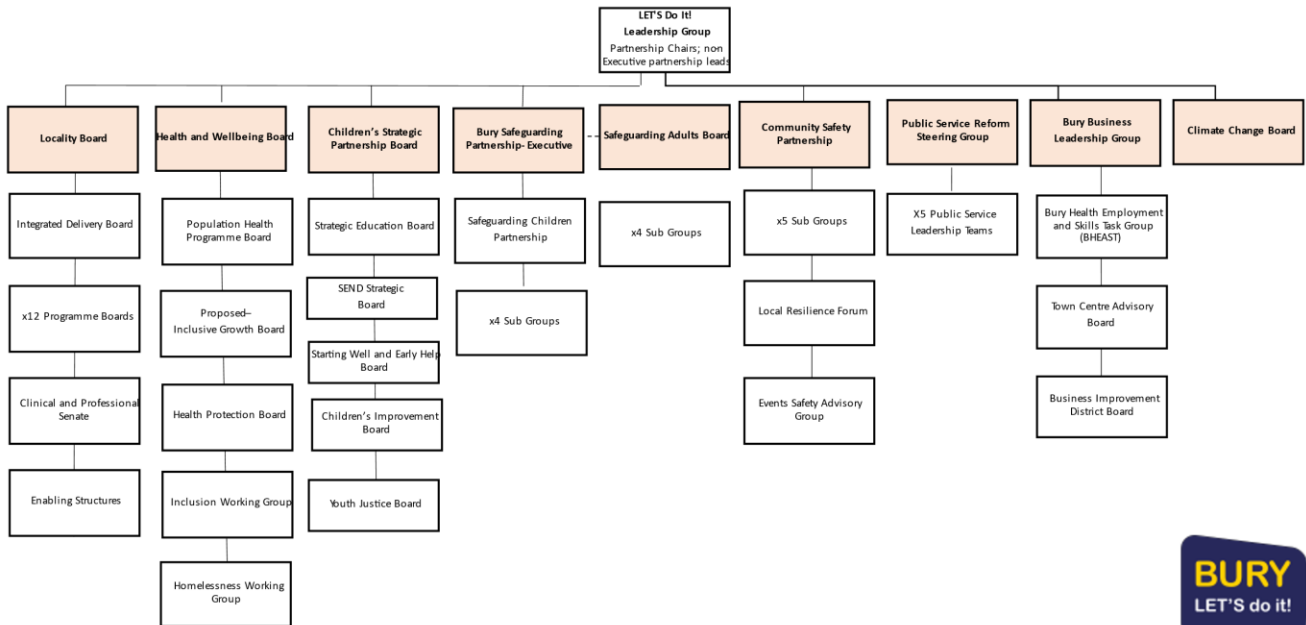 LET'S Do It!
Leadership Group
Partnership Chairs; non
Executive partnership leads
Locality Board
Health and Wellbeing Board
Children's Strategic
Partnership Board
Bury Safeguarding
Partnership- Executive
Safeguarding Adults Board
Community Safety
Partnership
Public Service Reform
Steering Group
Bury Business
Leadership Group
Climate Change Board
Integrated Delivery Board
x12 Programme Boards
Clinical and Professional
Senate
Enabling Structures
Population Health
Programme Board
Proposed–
Inclusive Growth Board
Health Protection Board
Inclusion Working Group
Homelessness Working
Group
Strategic Education Board
SEND Strategic
Board
Starting Well and Early Help
Board
Children's Improvement
Board
Youth Justice Board
Safeguarding Children
Partnership
x4 Sub Groups
x4 Sub Groups
x5 Sub Groups
Local Resilience Forum
Events Safety Advisory
Group
X5 Public Service
Leadership Teams
Bury Health Employment
and Skills Task Group
(BHEAST)
Town Centre Advisory
Board
Business Improvement
District Board
BURY
LET'S do it!